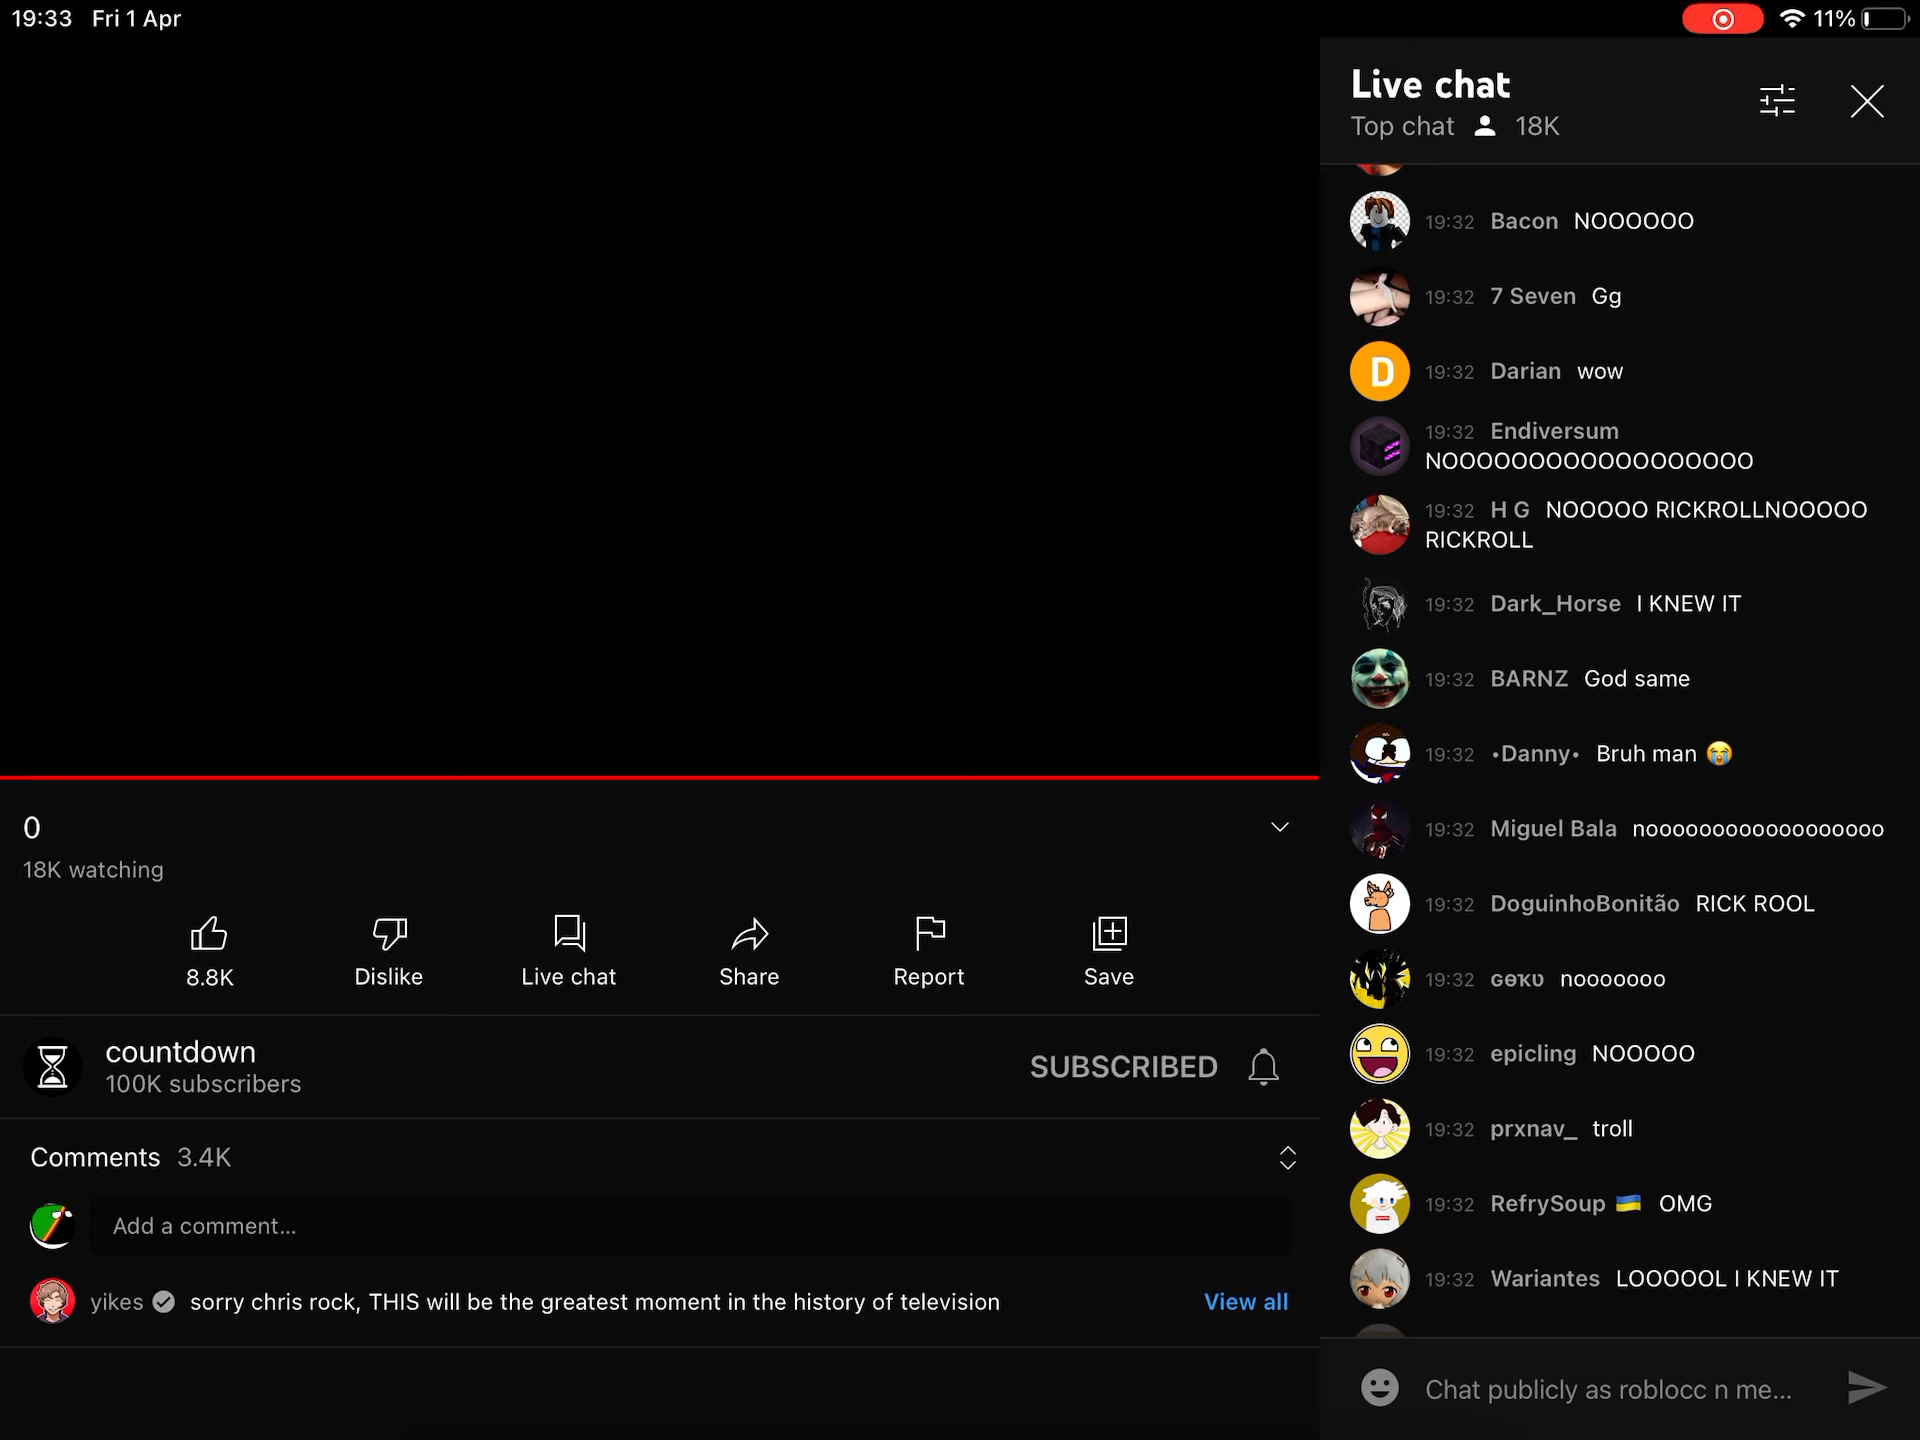 19:33 Fri 1 Apr
11%
Live chat
Top chat 18K
19:32 Bacon NOOOOOO
19:32 7 Seven Gg
D
19:32 Darian wow
19:32 Endiversum
NOOOOOOOOOOOOOOOOOO
19:32 H G NOOOOO RICKROLLNOOOOO
RICKROLL
19:32 Dark_Horse I KNEW IT
19:32 BARNZ God same
19:32 •Danny• Bruh man 😭
19:32 Miguel Bala noooooooooooooooooo
19:32 DoguinhoBonitão RICK ROOL
19:32 ɢɵκυ nooooooo
19:32 epicling NOOOOO
19:32 prxnav_ troll
19:32 RefrySoup 🇺🇦 OMG
19:32 Wariantes LOOOOOL I KNEW IT
Chat publicly as roblocc n me...
0
18K watching
8.8K
Dislike
Live chat
Share
Report
Save
countdown
100K subscribers
SUBSCRIBED
Comments 3.4K
Add a comment...
yikes sorry chris rock, THIS will be the greatest moment in the history of television
View all